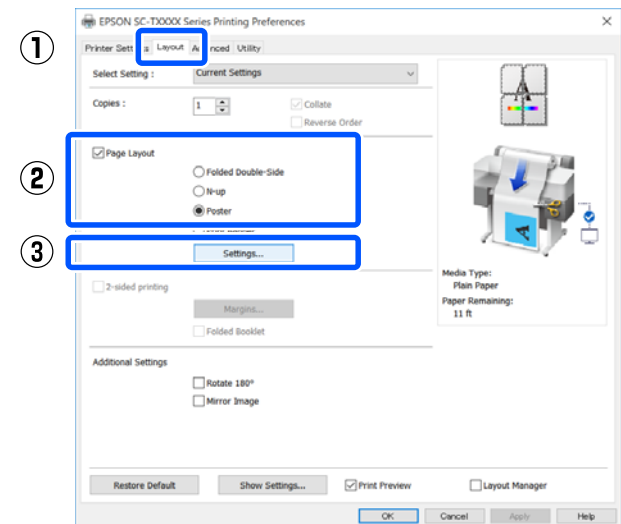 EPSON SC-TXXXX Series Printing Preferences
1
Layout
Utility
Select Setting :
Current Settings
Copies :
1
Collate
Reverse Order
2
Page Layout
Folded Double-Side
N-up
Poster
3
Settings...
2-sided printing
Margins...
Folded Booklet
Media Type:
Plain Paper
Paper Remaining:
11 ft
Additional Settings
Rotate 180°
Mirror Image
Restore Default
Show Settings...
Print Preview
Layout Manager
OK
Cancel
Apply
Help